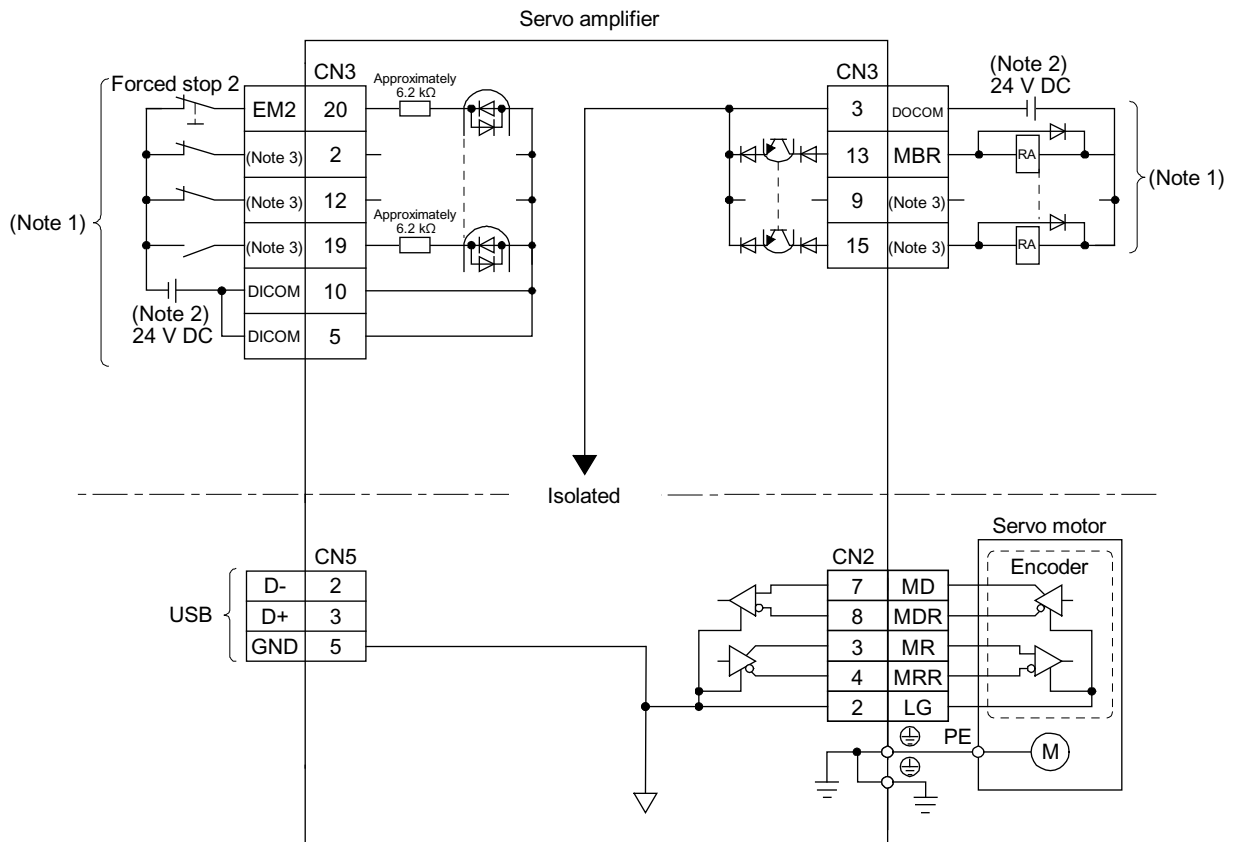 Servo amplifier
Forced stop 2
CN3
Approximately
6.2 kΩ
EM2 20
(Note 3) 2
(Note 3) 12
Approximately
6.2 kΩ
(Note 3) 19
DICOM 10
DICOM 5
(Note 1)
(Note 2)
24 V DC
CN3
(Note 2)
24 V DC
3 DOCOM
13 MBR RA
9 (Note 3)
15 (Note 3) RA
(Note 1)
Isolated
CN5
USB
D- 2
D+ 3
GND 5
CN2
7 MD
8 MDR
3 MR
4 MRR
2 LG
PE
Servo motor
Encoder
M